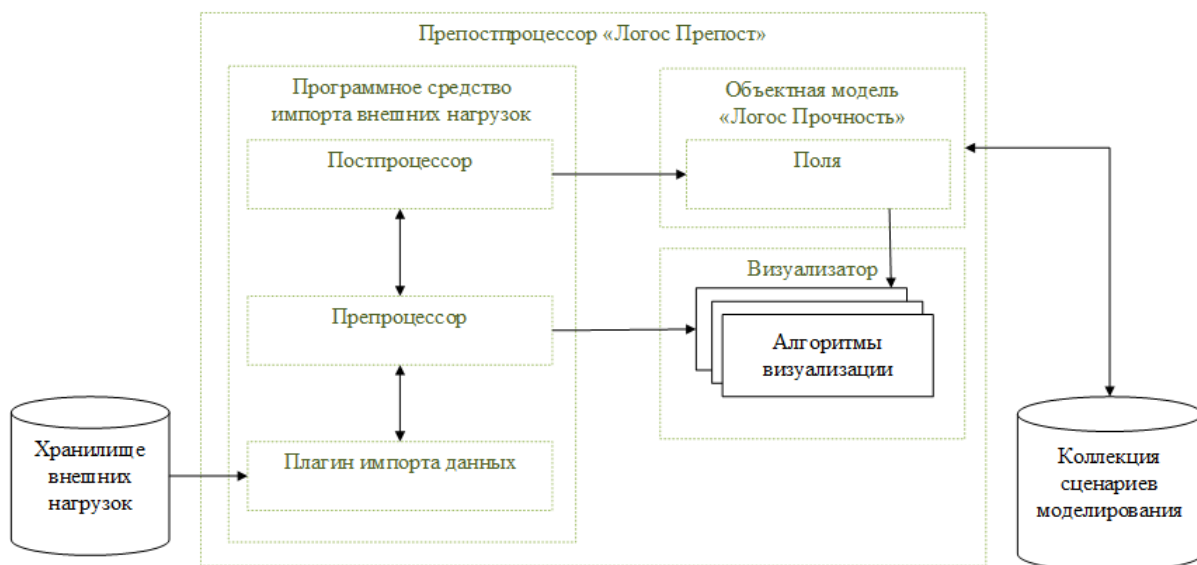 Препостпроцессор «Логос Препост»
Программное средство
импорта внешних нагрузок
Постпроцессор
Препроцессор
Плагин импорта данных
Объектная модель
«Логос Прочность»
Поля
Визуализатор
Алгоритмы
визуализации
Хранилище
внешних
нагрузок
Коллекция
сценариев
моделирования